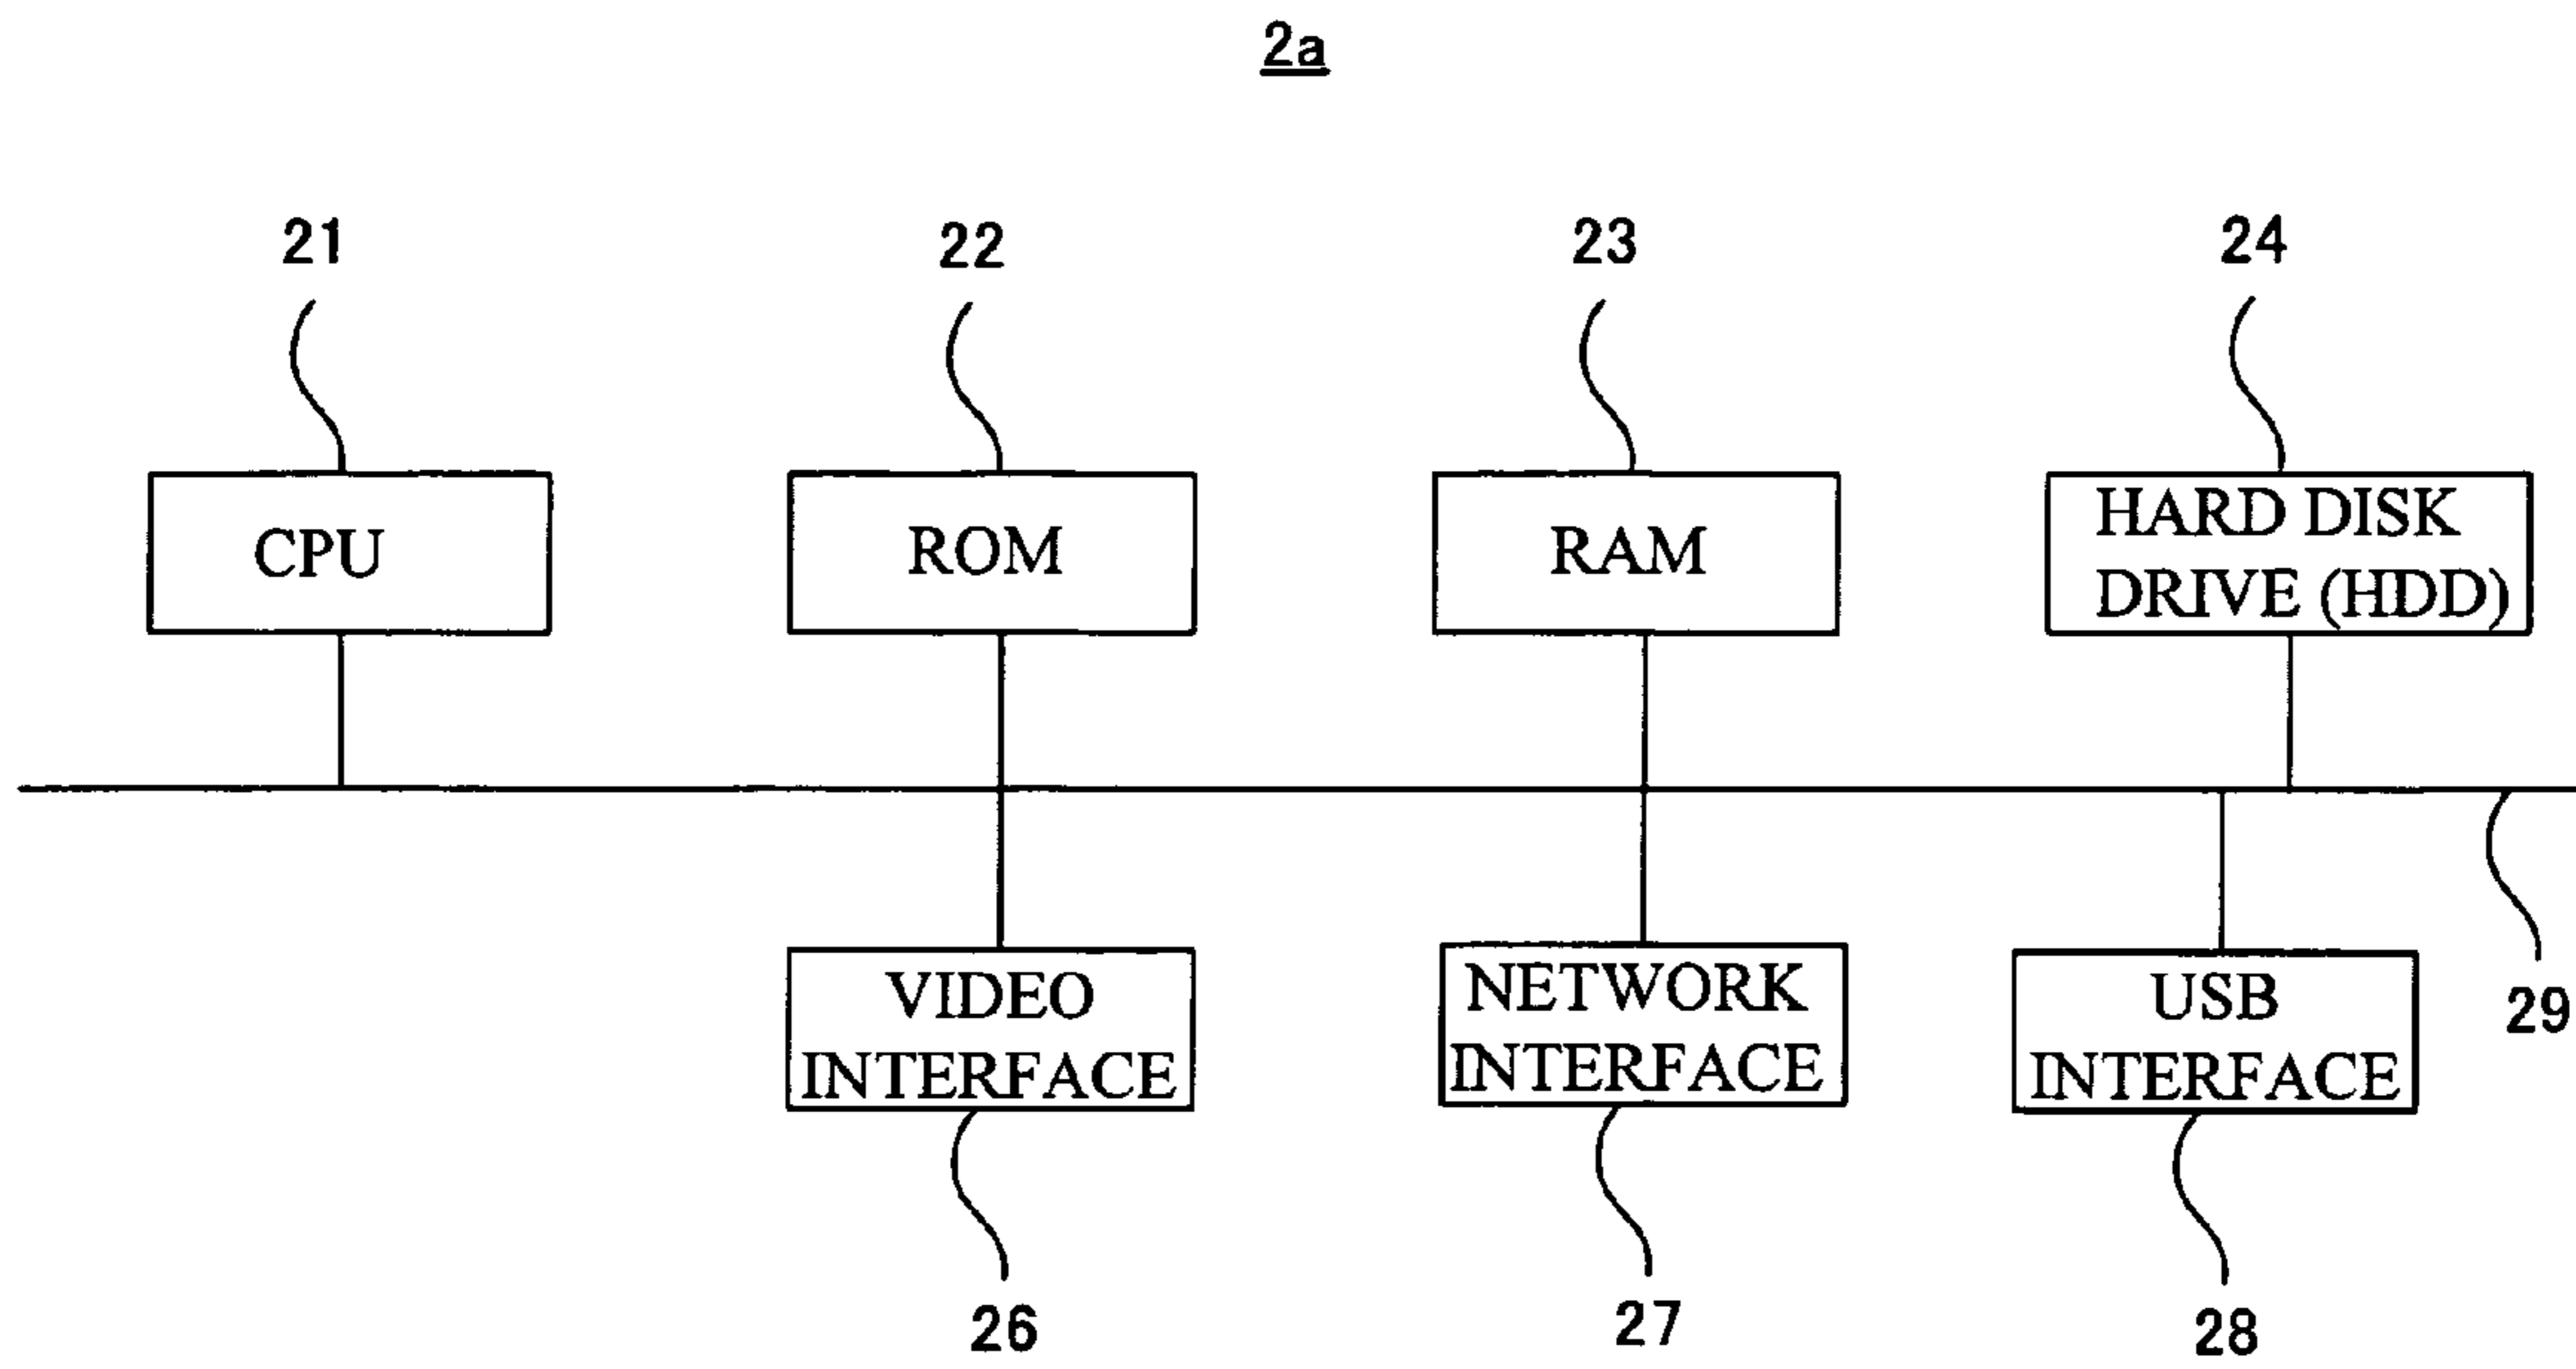 2a
21
22
23
24
CPU
ROM
RAM
HARD DISK
DRIVE (HDD)
VIDEO
INTERFACE
NETWORK
INTERFACE
USB
INTERFACE
29
26
27
28